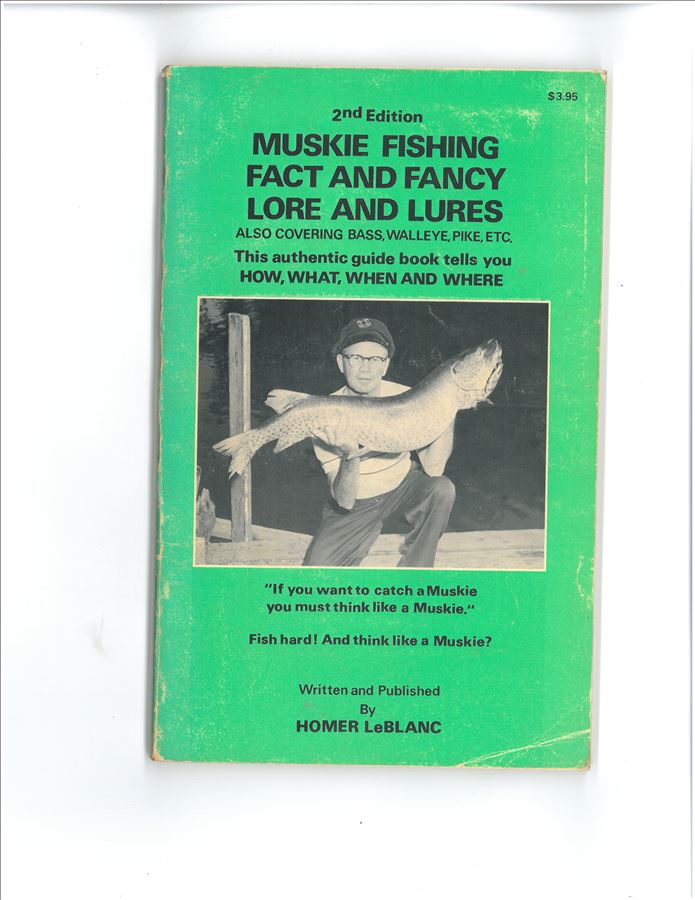 $3.95
2nd Edition
MUSKIE FISHING
FACT AND FANCY
LORE AND LURES
ALSO COVERING BASS, WALLEYE, PIKE, ETC.
This authentic guide book tells you
HOW, WHAT, WHEN AND WHERE
"If you want to catch a Muskie
you must think like a Muskie."
Fish hard! And think like a Muskie?
Written and Published
By
HOMER LeBLANC